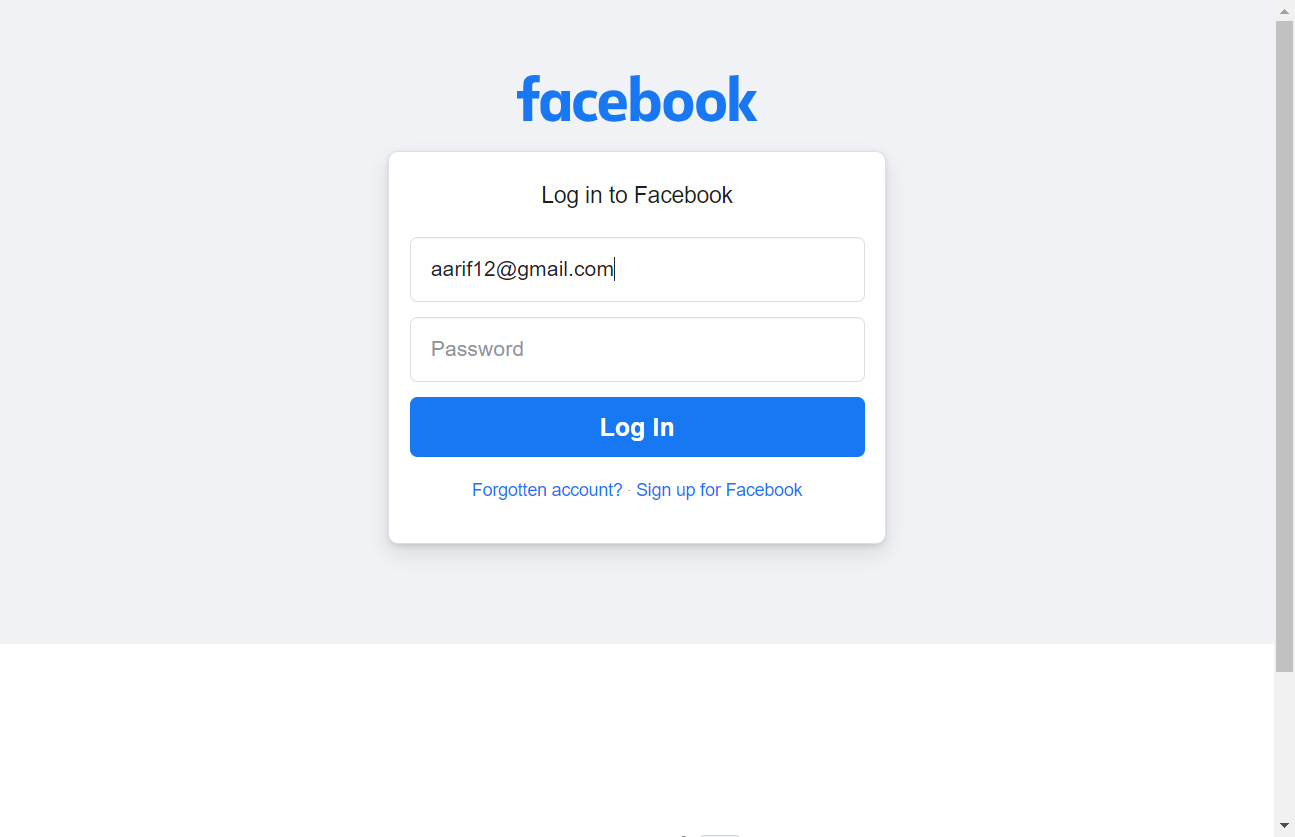 facebook
Log in to Facebook
aarif12@gmail.com
Password
Log In
Forgotten account? · Sign up for Facebook